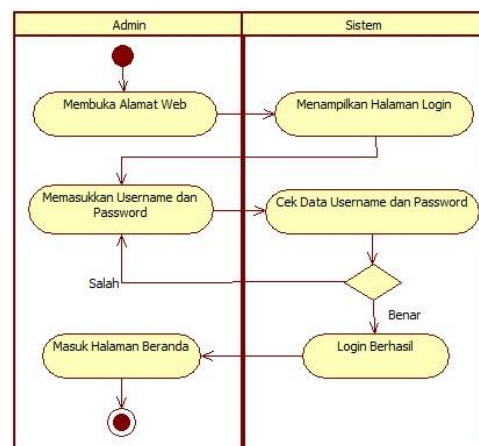 Admin
Sistem
Membuka Alamat Web
Menampilkan Halaman Login
Memasukkan Username dan
Password
Cek Data Username dan Password
Salah
Benar
Masuk Halaman Beranda
Login Berhasil